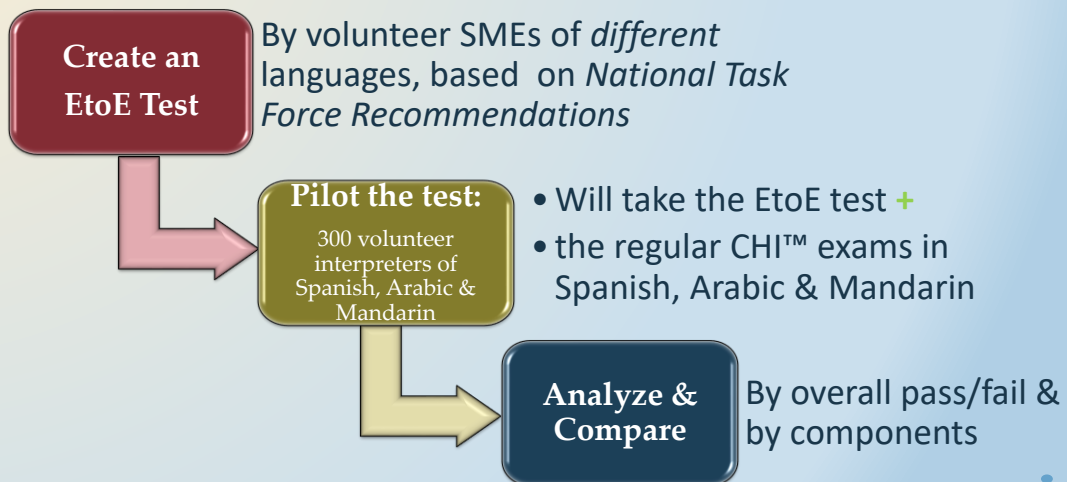 Create an
EtoE Test
By volunteer SMEs of different
languages, based on National Task
Force Recommendations
Pilot the test:
300 volunteer
interpreters of
Spanish, Arabic &
Mandarin
• Will take the EtoE test +
• the regular CHI™ exams in
Spanish, Arabic & Mandarin
Analyze &
Compare
By overall pass/fail &
by components